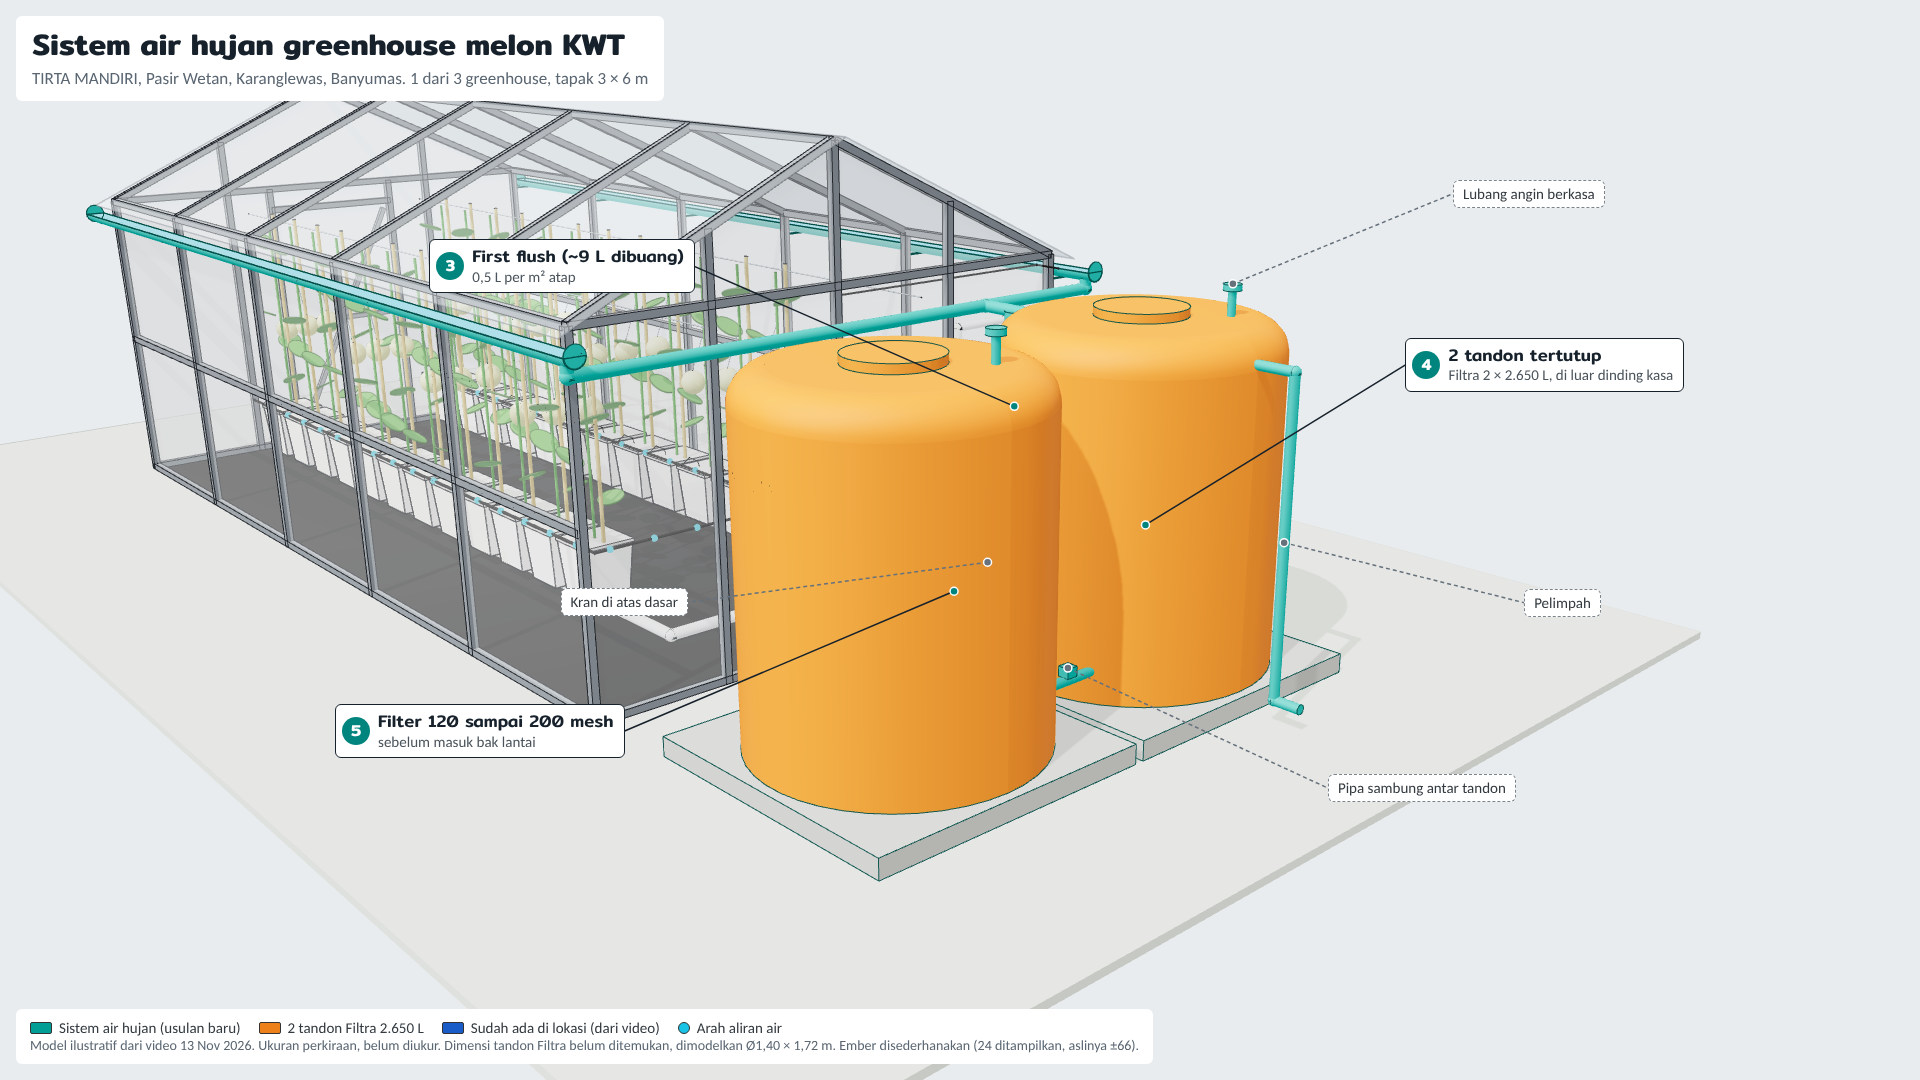 Sistem air hujan greenhouse melon KWT
TIRTA MANDIRI, Pasir Wetan, Karanglewas, Banyumas. 1 dari 3 greenhouse, tapak 3 × 6 m
Lubang angin berkasa
3 First flush (~9 L dibuang)
0,5 L per m² atap
4 2 tandon tertutup
Filtra 2 × 2.650 L, di luar dinding kasa
Kran di atas dasar
Pelimpah
5 Filter 120 sampai 200 mesh
sebelum masuk bak lantai
Pipa sambung antar tandon
Sistem air hujan (usulan baru) 2 tandon Filtra 2.650 L Sudah ada di lokasi (dari video) Arah aliran air
Model ilustratif dari video 13 Nov 2026. Ukuran perkiraan, belum diukur. Dimensi tandon Filtra belum ditemukan, dimodelkan Ø1,40 × 1,72 m. Ember disederhanakan (24 ditampilkan, aslinya ±66).